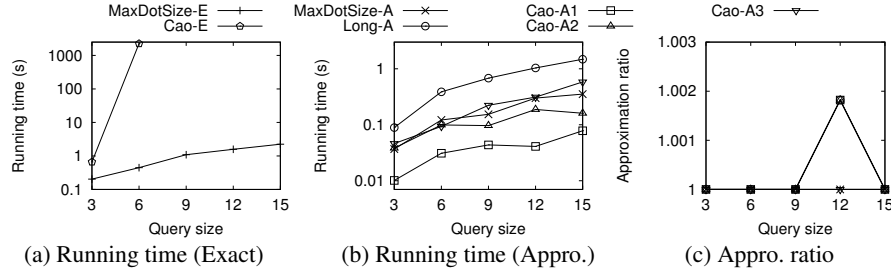 MaxDotSize-E
Cao-E
Running time (s)
1000
100
10
1
0.1
3 6 9 12 15
Query size
(a) Running time (Exact)
MaxDotSize-A
Long-A
Cao-A1
Cao-A2
Running time (s)
1
0.1
0.01
3 6 9 12 15
Query size
(b) Running time (Appro.)
Cao-A3
Approximation ratio
1.003
1.002
1.001
1
3 6 9 12 15
Query size
(c) Appro. ratio